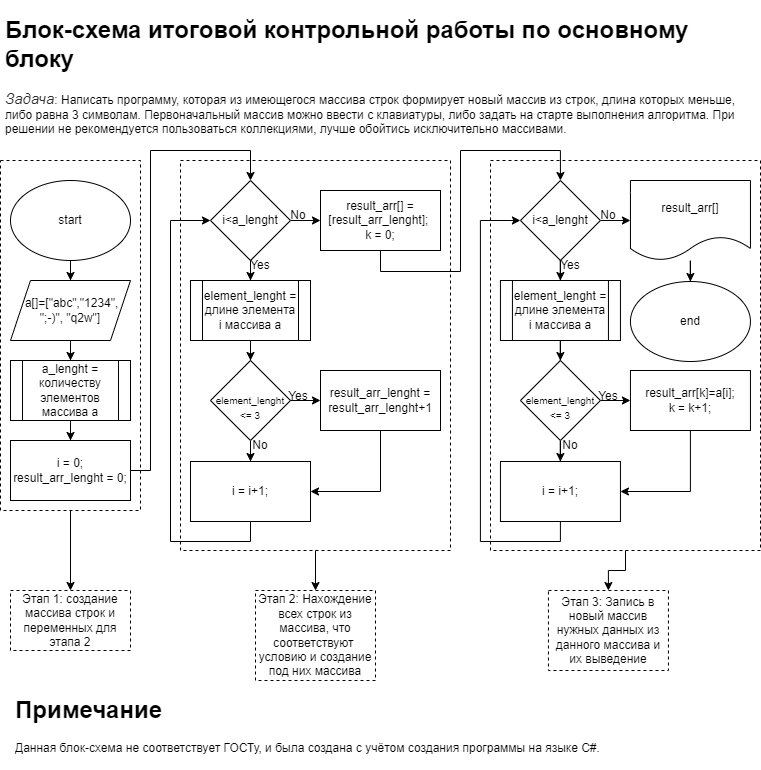 Блок-схема итоговой контрольной работы по основному
блоку
Задача: Написать программу, которая из имеющегося массива строк формирует новый массив из строк, длина которых меньше,
либо равна 3 символам. Первоначальный массив можно ввести с клавиатуры, либо задать на старте выполнения алгоритма. При
решении не рекомендуется пользоваться коллекциями, лучше обойтись исключительно массивами.
start
a[]=["abc","1234",
";-)", "q2w"]
a_lenght =
количеству
элементов
массива a
i = 0;
result_arr_lenght = 0;
Этап 1: создание
массива строк и
переменных для
этапа 2
i<a_lenght
No
result_arr[] =
[result_arr_lenght];
k = 0;
Yes
element_lenght =
длине элемента
i массива a
element_lenght
<= 3
Yes
result_arr_lenght =
result_arr_lenght+1
No
i = i+1;
Этап 2: Нахождение
всех строк из
массива, что
соответствуют
условию и создание
под них массива
i<a_lenght
No
result_arr[]
Yes
end
element_lenght =
длине элемента
i массива a
element_lenght
<= 3
Yes
result_arr[k]=a[i];
k = k+1;
No
i = i+1;
Этап 3: Запись в
новый массив
нужных данных из
данного массива и
их выведение
Примечание
Данная блок-схема не соответствует ГОСТу, и была создана с учётом создания программы на языке C#.